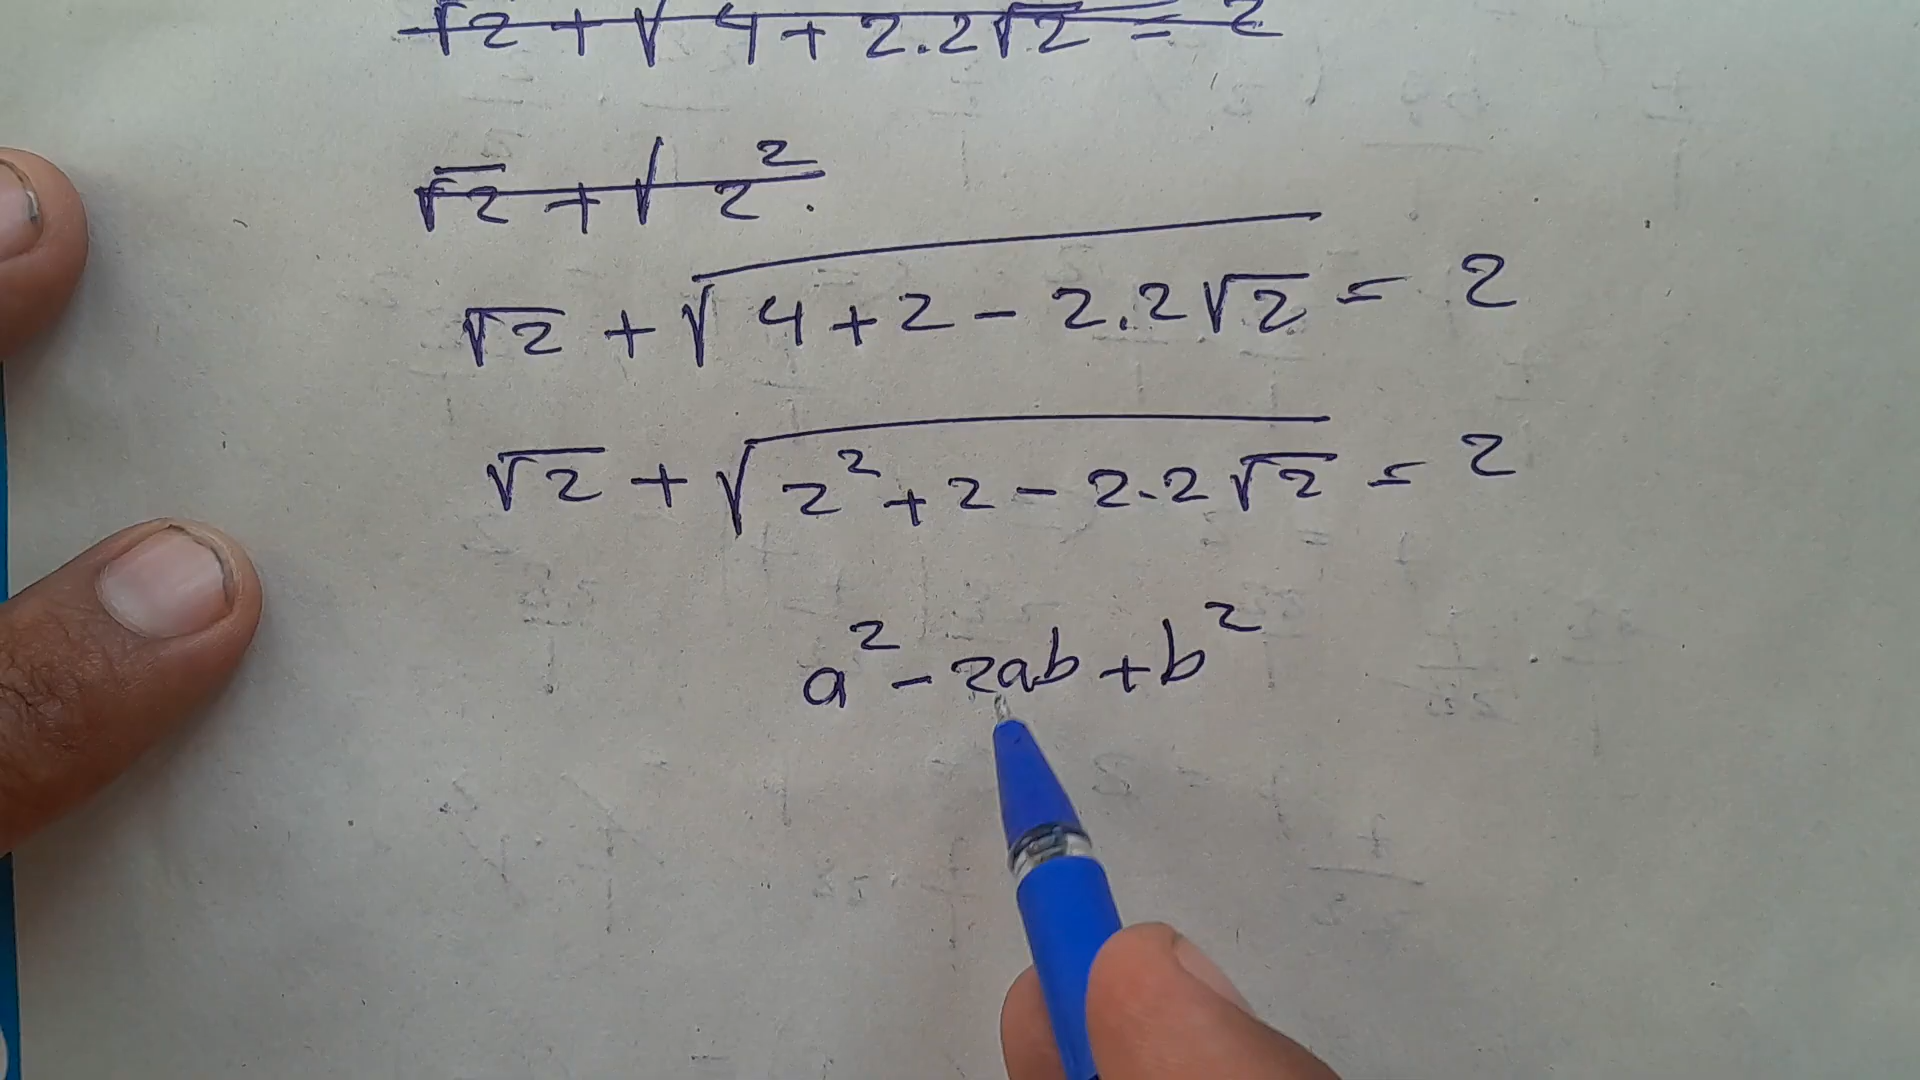 √2 + √4 + 2.2√2 = 2
√2 + √2²
√2 + √4 + 2 - 2.2√2 = 2
√2 + √2² + 2 - 2.2√2 = 2
a² - 2ab + b²